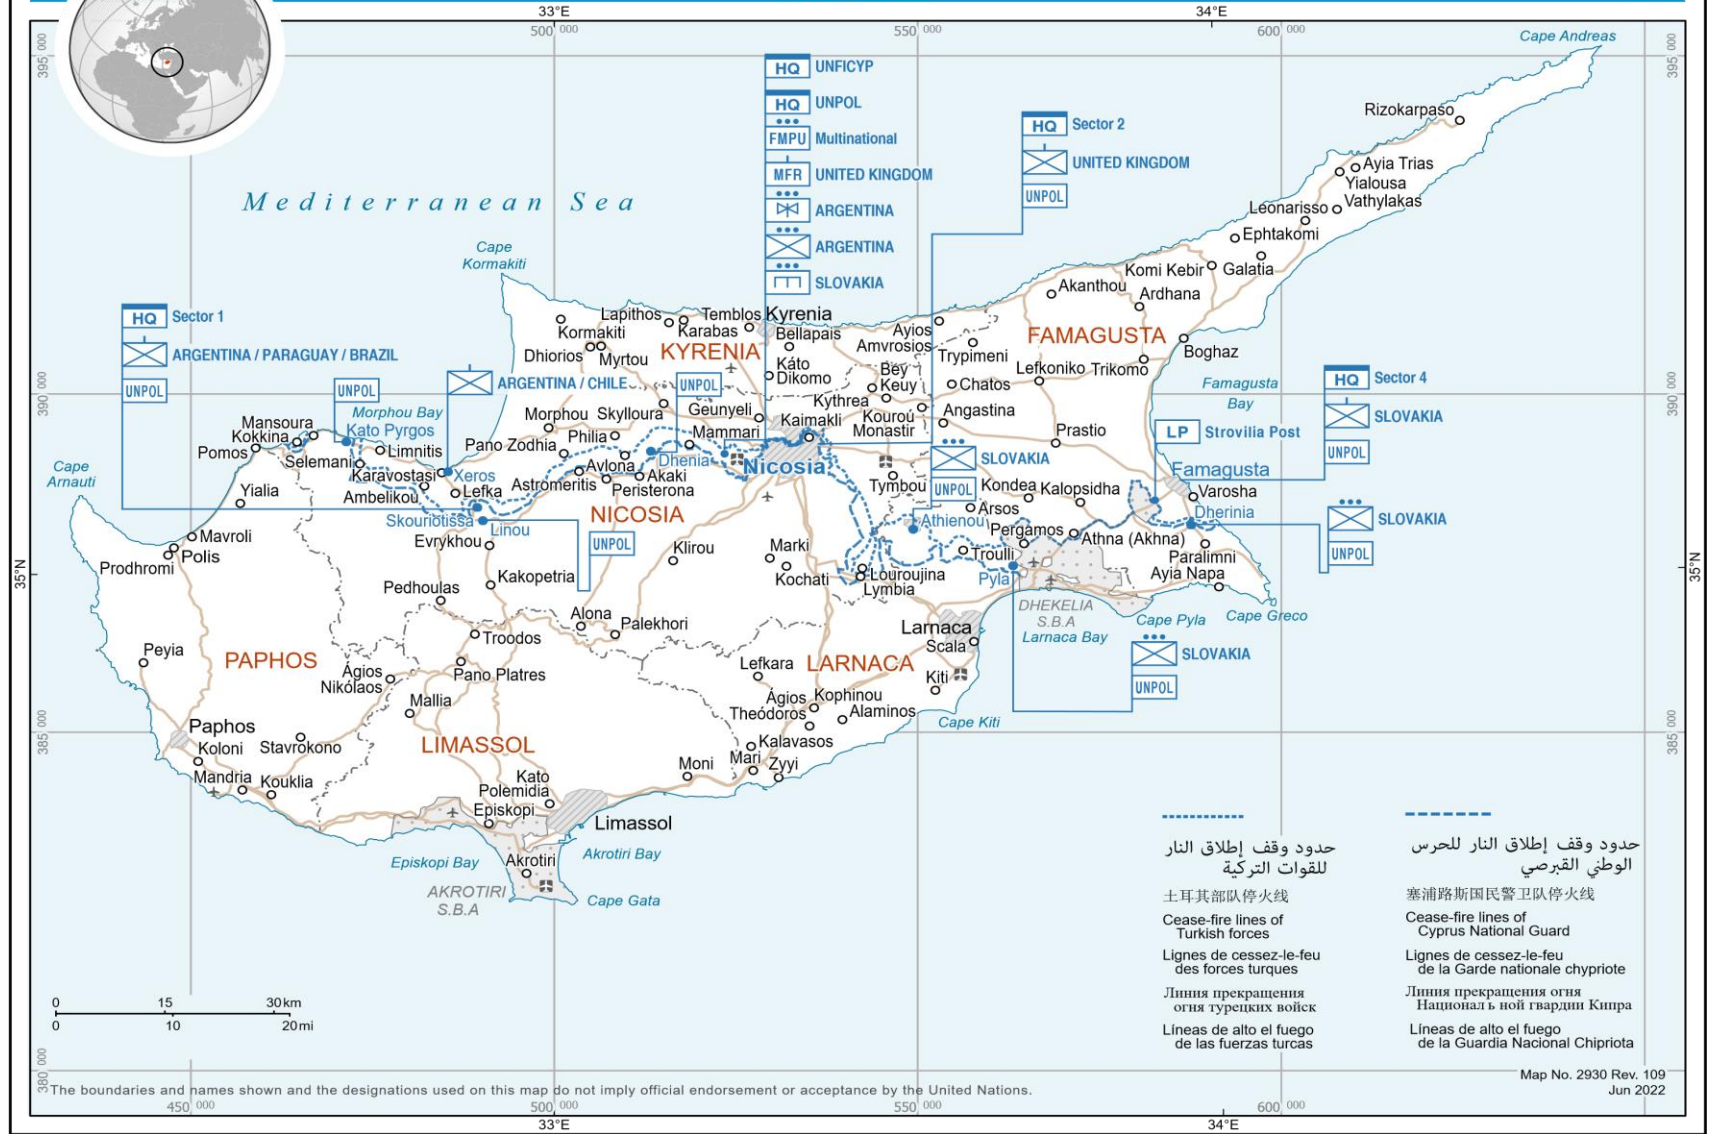 33°E
34°E
500 000
550 000
600 000
395 000
395 000
Cape Andreas
HQ UNFICYP
HQ UNPOL
FMPU Multinational
MFR UNITED KINGDOM
ARGENTINA
ARGENTINA
SLOVAKIA
HQ Sector 2
UNITED KINGDOM
UNPOL
Rizokarpaso
Ayia Trias
Yialousa
Vathylakas
Leonarisso
Ephtakomi
Galatia
Komi Kebir
Mediterranean Sea
Cape
Kormakiti
Akanthou
Ardhana
HQ Sector 1
ARGENTINA / PARAGUAY / BRAZIL
UNPOL
UNPOL
ARGENTINA / CHILE
UNPOL
Lapithos
Temblos
Kyrenia
Karabas
Kormakiti
Bellapais
Dhiorios
Myrtou
KYRENIA
Káto
Dikomo
Ayios
Amvrosios
Trypimeni
FAMAGUSTA
Boghaz
Bey
Keuy
Chatos
Lefkoniko
Trikomo
HQ Sector 4
SLOVAKIA
UNPOL
Famagusta
Bay
390 000
390 000
Morphou Bay
Mansoura
Kokkina
Kato Pyrgos
Pomos
Selemani
Limnitis
Morphou
Skylloura
Geunyeli
Kaimakli
Kythrea
Kourou
Monastir
Angastina
Prastio
LP Strovilia Post
Pano Zodhia
Philia
Mammari
Dhenia
Nicosia
SLOVAKIA
UNPOL
Famagusta
Karavostasi
Xeros
Avlona
Akaki
Astromeritis
Peristerona
Ambelikou
Lefka
Tymbou
Kondea
Kalopsidha
Varosha
Dherinia
Cape
Arnauti
Yialia
Skouriotissa
Linou
NICOSIA
Athienou
Arsos
Pergamos
Athna (Akhna)
SLOVAKIA
UNPOL
Mavroli
Polis
Prodhromi
Evrykhou
UNPOL
Klirou
Marki
Kochati
Troulli
Pyla
Paralimni
Ayia Napa
35°N
35°N
Pedhoulas
Kakopetria
Louroujina
Lymbia
DHEKELIA
S.B.A
Cape Pyla
Cape Greco
Larnaca Bay
Alona
Palekhori
Troodos
Larnaca
Scala
SLOVAKIA
UNPOL
Peyia
PAPHOS
Ágios
Nikólaos
Pano Platres
Lefkara
LARNACA
Kiti
Mallia
Ágios
Theódoros
Kophinou
Alaminos
Cape Kiti
385 000
385 000
Paphos
Koloni
Stavrokono
LIMASSOL
Kalavasos
Mandria
Kouklia
Moni
Mari
Zyyi
Kato
Polemidia
Episkopi
Limassol
Episkopi Bay
Akrotiri
Akrotiri Bay
AKROTIRI
S.B.A
Cape Gata
حدود وقف إطلاق النار
للقوات التركية
土耳其部队停火线
Cease-fire lines of
Turkish forces
Lignes de cessez-le-feu
des forces turques
Линия прекращения
огня турецких войск
Líneas de alto el fuego
de las fuerzas turcas
حدود وقف إطلاق النار للحرس
الوطني القبرصي
塞浦路斯国民警卫队停火线
Cease-fire lines of
Cyprus National Guard
Lignes de cessez-le-feu
de la Garde nationale chypriote
Линия прекращения огня
Национал ь ной гвардии Кипра
Líneas de alto el fuego
de la Guardia Nacional Chipriota
0 15 30 km
0 10 20 mi
380 000
The boundaries and names shown and the designations used on this map do not imply official endorsement or acceptance by the United Nations.
Map No. 2930 Rev. 109
Jun 2022
450 000
500 000
550 000
600 000
33°E
34°E